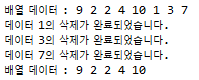 배열 데이터 : 9 2 2 4 10 1 3 7
데이터 1의 삭제가 완료되었습니다.
데이터 3의 삭제가 완료되었습니다.
데이터 7의 삭제가 완료되었습니다.
배열 데이터 : 9 2 2 4 10